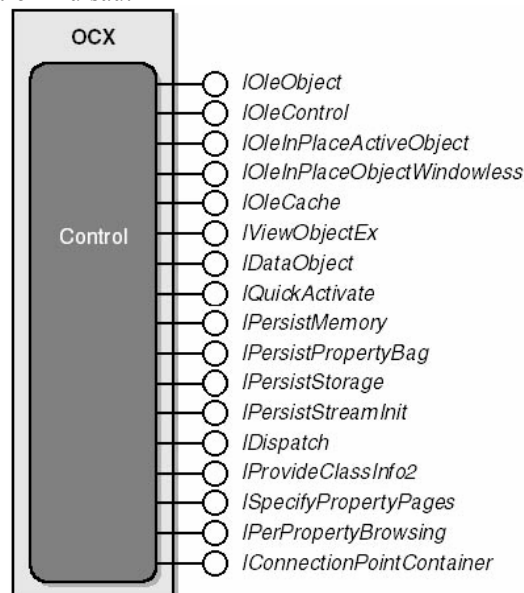 OCX
Control
IOleObject
IOleControl
IOleInPlaceActiveObject
IOleInPlaceObjectWindowless
IOleCache
IViewObjectEx
IDataObject
IQuickActivate
IPersistMemory
IPersistPropertyBag
IPersistStorage
IPersistStreamInit
IDispatch
IProvideClassInfo2
ISpecifyPropertyPages
IPerPropertyBrowsing
IConnectionPointContainer